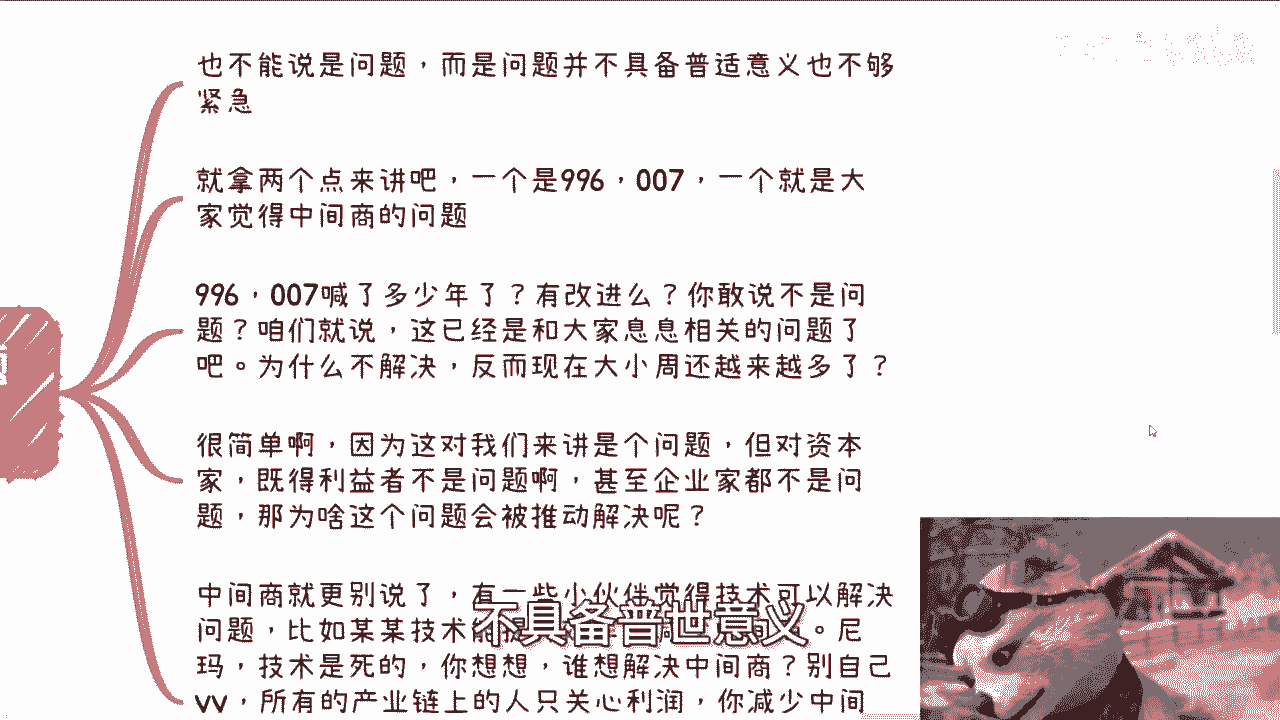 也不能说是问题，而是问题并不具备普适意义也不够
紧急
就拿两个点来讲吧，一个是996，007，一个就是大
家觉得中间商的问题
996，007喊了多少年了？有改进么？你敢说不是问
题？咱们就说，这已经是和大家息息相关的问题了
吧。为什么不解决，反而现在大小周还越来越多了？
很简单啊，因为这对我们来讲是个问题，但对资本
家，既得利益者不是问题啊，甚至企业家都不是问
题，那为啥这个问题会被推动解决呢？
中间商就更别说了，有一些小伙伴觉得技术可以解决
问题，比如某某技术能提。尼
玛，技术是死的，你想想，谁想解决中间商？别自己
vv，所有的产业链上的人只关心利润，你减少中间
不具备普世意义